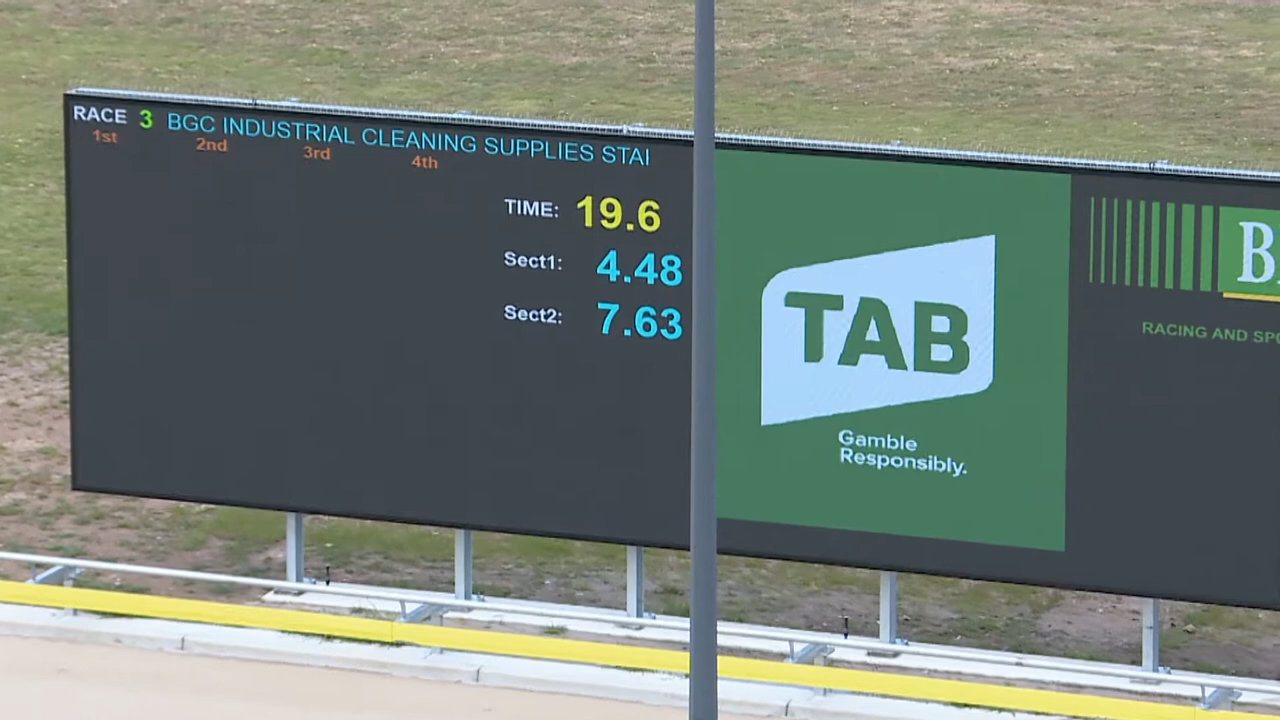 RACE 3 BGC INDUSTRIAL CLEANING SUPPLIES STAI
1st 2nd 3rd 4th
TIME: 19.6
Sect1: 4.48
Sect2: 7.63
TAB
Gamble
Responsibly.
B
RACING AND SPO